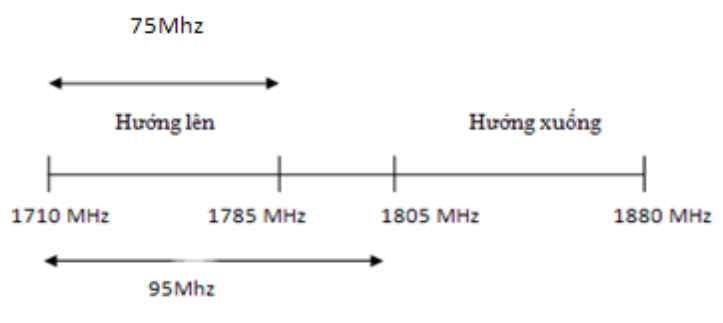 75Mhz
Hướng lên Hướng xuống
1710 MHz 1785 MHz 1805 MHz 1880 MHz
95Mhz